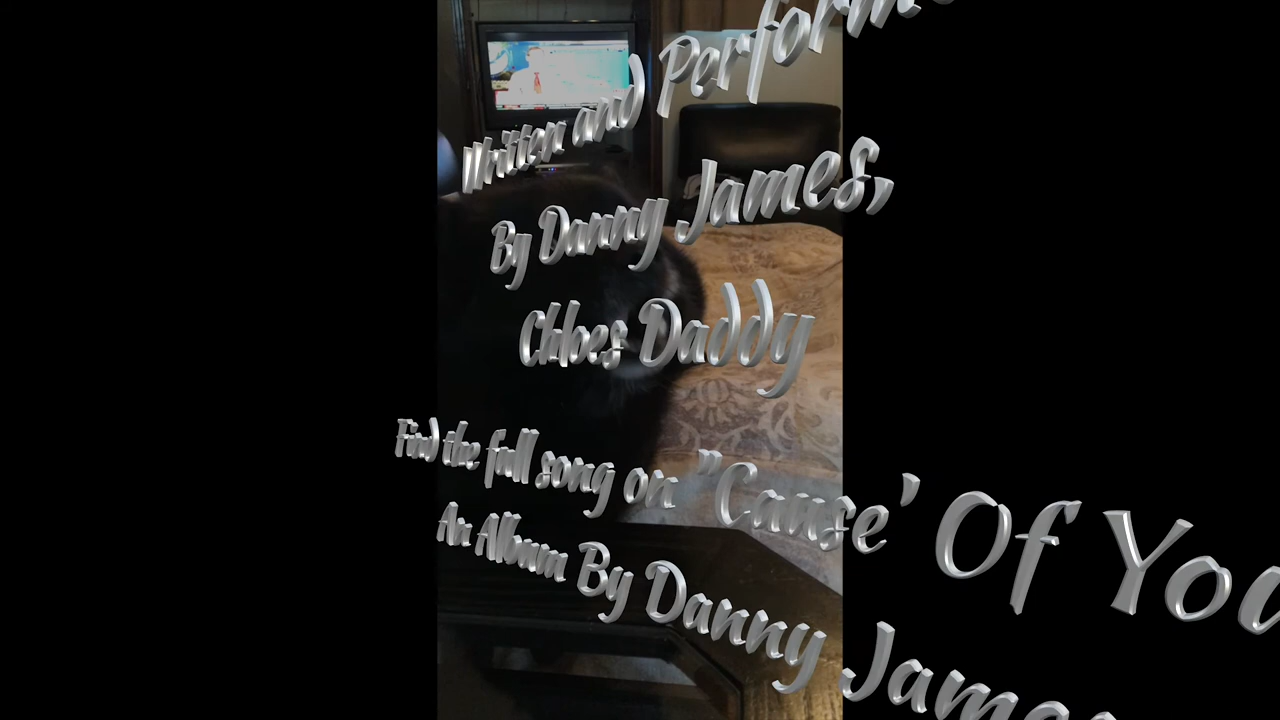 Written and Perform
By Danny James,
Chloes Daddy
Find the full song on "Cause' Of You
An Album By Danny James